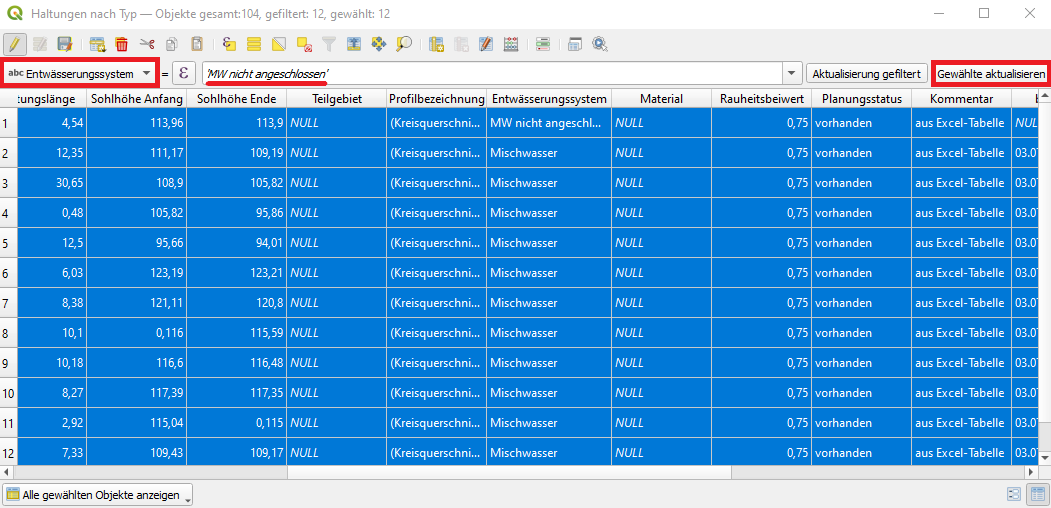 Haltungen nach Typ — Objekte gesamt:104, gefiltert: 12, gewählt: 12
abc Entwässerungssystem = ε 'MW nicht angeschlossen' Aktualisierung gefiltert Gewählte aktualisieren
tungslänge Sohlhöhe Anfang Sohlhöhe Ende Teilgebiet Profilbezeichnung Entwässerungssystem Material Rauheitsbeiwert Planungsstatus Kommentar
1 4,54 113,96 113,9 NULL (Kreisquerschni... MW nicht angeschl... NULL 0,75 vorhanden aus Excel-Tabelle NUL
2 12,35 111,17 109,19 NULL (Kreisquerschni... Mischwasser NULL 0,75 vorhanden aus Excel-Tabelle 03.0
3 30,65 108,9 105,82 NULL (Kreisquerschni... Mischwasser NULL 0,75 vorhanden aus Excel-Tabelle 03.0
4 0,48 105,82 95,86 NULL (Kreisquerschni... Mischwasser NULL 0,75 vorhanden aus Excel-Tabelle 03.0
5 12,5 95,66 94,01 NULL (Kreisquerschni... Mischwasser NULL 0,75 vorhanden aus Excel-Tabelle 03.0
6 6,03 123,19 123,21 NULL (Kreisquerschni... Mischwasser NULL 0,75 vorhanden aus Excel-Tabelle 03.0
7 8,38 121,11 120,8 NULL (Kreisquerschni... Mischwasser NULL 0,75 vorhanden aus Excel-Tabelle 03.0
8 10,1 0,116 115,59 NULL (Kreisquerschni... Mischwasser NULL 0,75 vorhanden aus Excel-Tabelle 03.0
9 10,18 116,6 116,48 NULL (Kreisquerschni... Mischwasser NULL 0,75 vorhanden aus Excel-Tabelle 03.0
10 8,27 117,39 117,35 NULL (Kreisquerschni... Mischwasser NULL 0,75 vorhanden aus Excel-Tabelle 03.0
11 2,92 115,04 0,115 NULL (Kreisquerschni... Mischwasser NULL 0,75 vorhanden aus Excel-Tabelle 03.0
12 7,33 109,43 109,17 NULL (Kreisquerschni... Mischwasser NULL 0,75 vorhanden aus Excel-Tabelle 03.0
Alle gewählten Objekte anzeigen